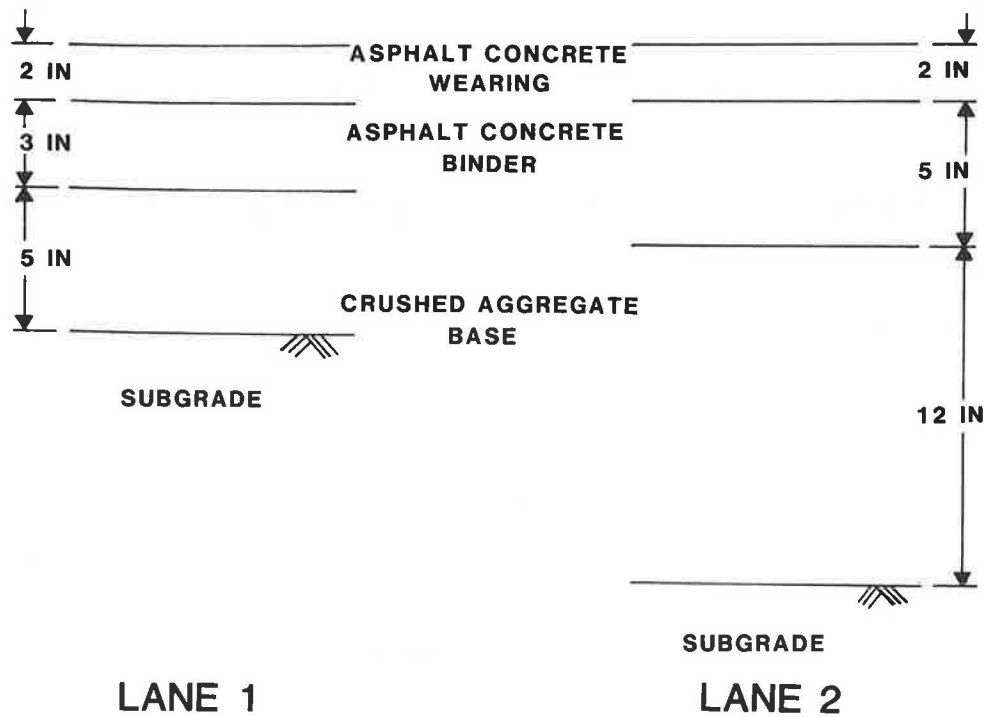 ASPHALT CONCRETE
WEARING
2 IN
2 IN
ASPHALT CONCRETE
BINDER
3 IN
5 IN
5 IN
CRUSHED AGGREGATE
BASE
SUBGRADE
12 IN
SUBGRADE
LANE 1
LANE 2